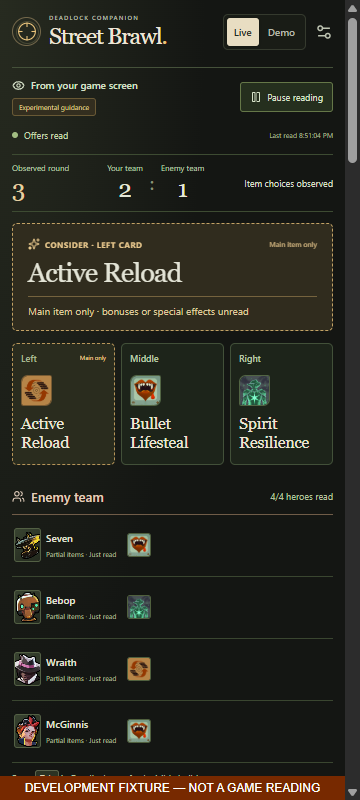 DEADLOCK COMPANION
Street Brawl.
Live
Demo
From your game screen
Experimental guidance
Pause reading
Offers read
Last read 8:51:04 PM
Observed round
Your team
Enemy team
3
2 : 1
Item choices observed
CONSIDER · LEFT CARD
Main item only
Active Reload
Main item only · bonuses or special effects unread
Left
Main only
Active
Reload
Middle
Bullet
Lifesteal
Right
Spirit
Resilience
Enemy team
4/4 heroes read
Seven
Partial items · Just read
Bebop
Partial items · Just read
Wraith
Partial items · Just read
McGinnis
Partial items · Just read
DEVELOPMENT FIXTURE — NOT A GAME READING